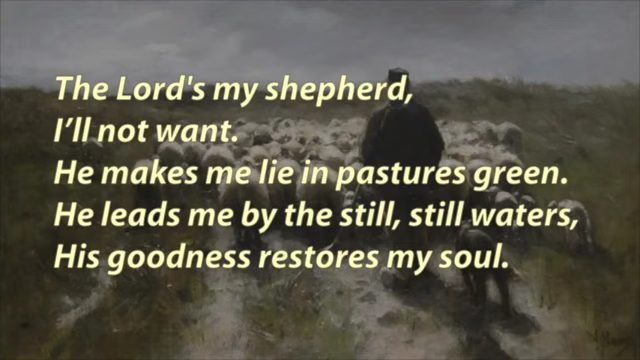 The Lord's my shepherd,
I’ll not want.
He makes me lie in pastures green.
He leads me by the still, still waters,
His goodness restores my soul.